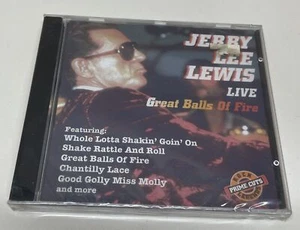 JERRY
LEE
LEWIS
LIVE
Great Balls Of Fire
Featuring:
Whole Lotta Shakin' Goin' On
Shake Rattle And Roll
Great Balls Of Fire
Chantilly Lace
Good Golly Miss Molly
and more
PRIME CUTS